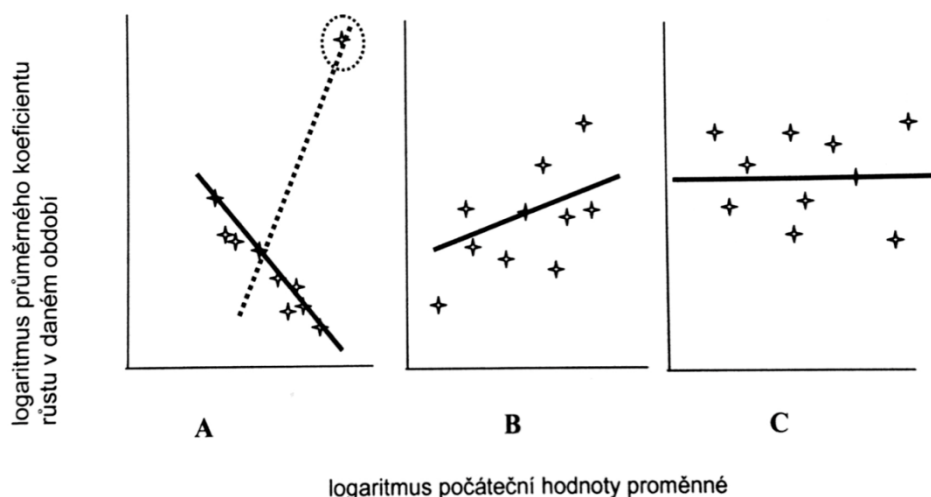 logaritmus průměrného koeficientu
růstu v daném období
A
B
C
logaritmus počáteční hodnoty proměnné